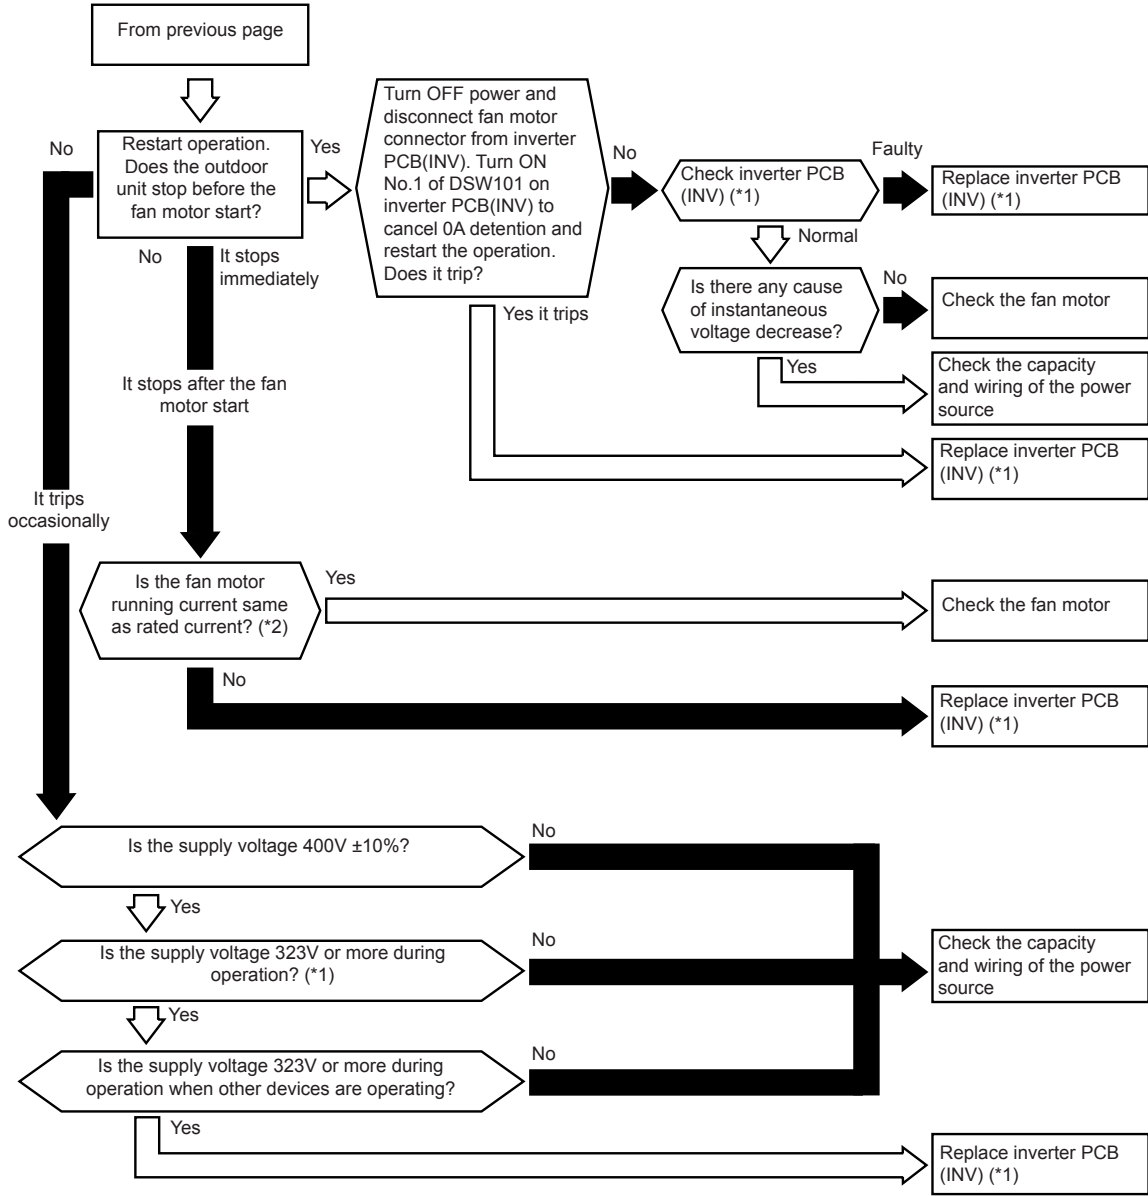 From previous page
No
Restart operation.
Does the outdoor
unit stop before the
fan motor start?
Yes
Turn OFF power and
disconnect fan motor
connector from inverter
PCB(INV). Turn ON
No.1 of DSW101 on
inverter PCB(INV) to
cancel 0A detention and
restart the operation.
Does it trip?
No
Check inverter PCB
(INV) (*1)
Faulty
Replace inverter PCB
(INV) (*1)
Normal
No
It stops
immediately
Is there any cause
of instantaneous
voltage decrease?
No
Check the fan motor
Yes it trips
Yes
Check the capacity
and wiring of the power
source
It stops after the fan
motor start
Replace inverter PCB
(INV) (*1)
It trips
occasionally
Is the fan motor
running current same
as rated current? (*2)
Yes
Check the fan motor
No
Replace inverter PCB
(INV) (*1)
Is the supply voltage 400V ±10%?
No
Yes
Is the supply voltage 323V or more during
operation? (*1)
No
Check the capacity
and wiring of the power
source
Yes
Is the supply voltage 323V or more during
operation when other devices are operating?
No
Yes
Replace inverter PCB
(INV) (*1)